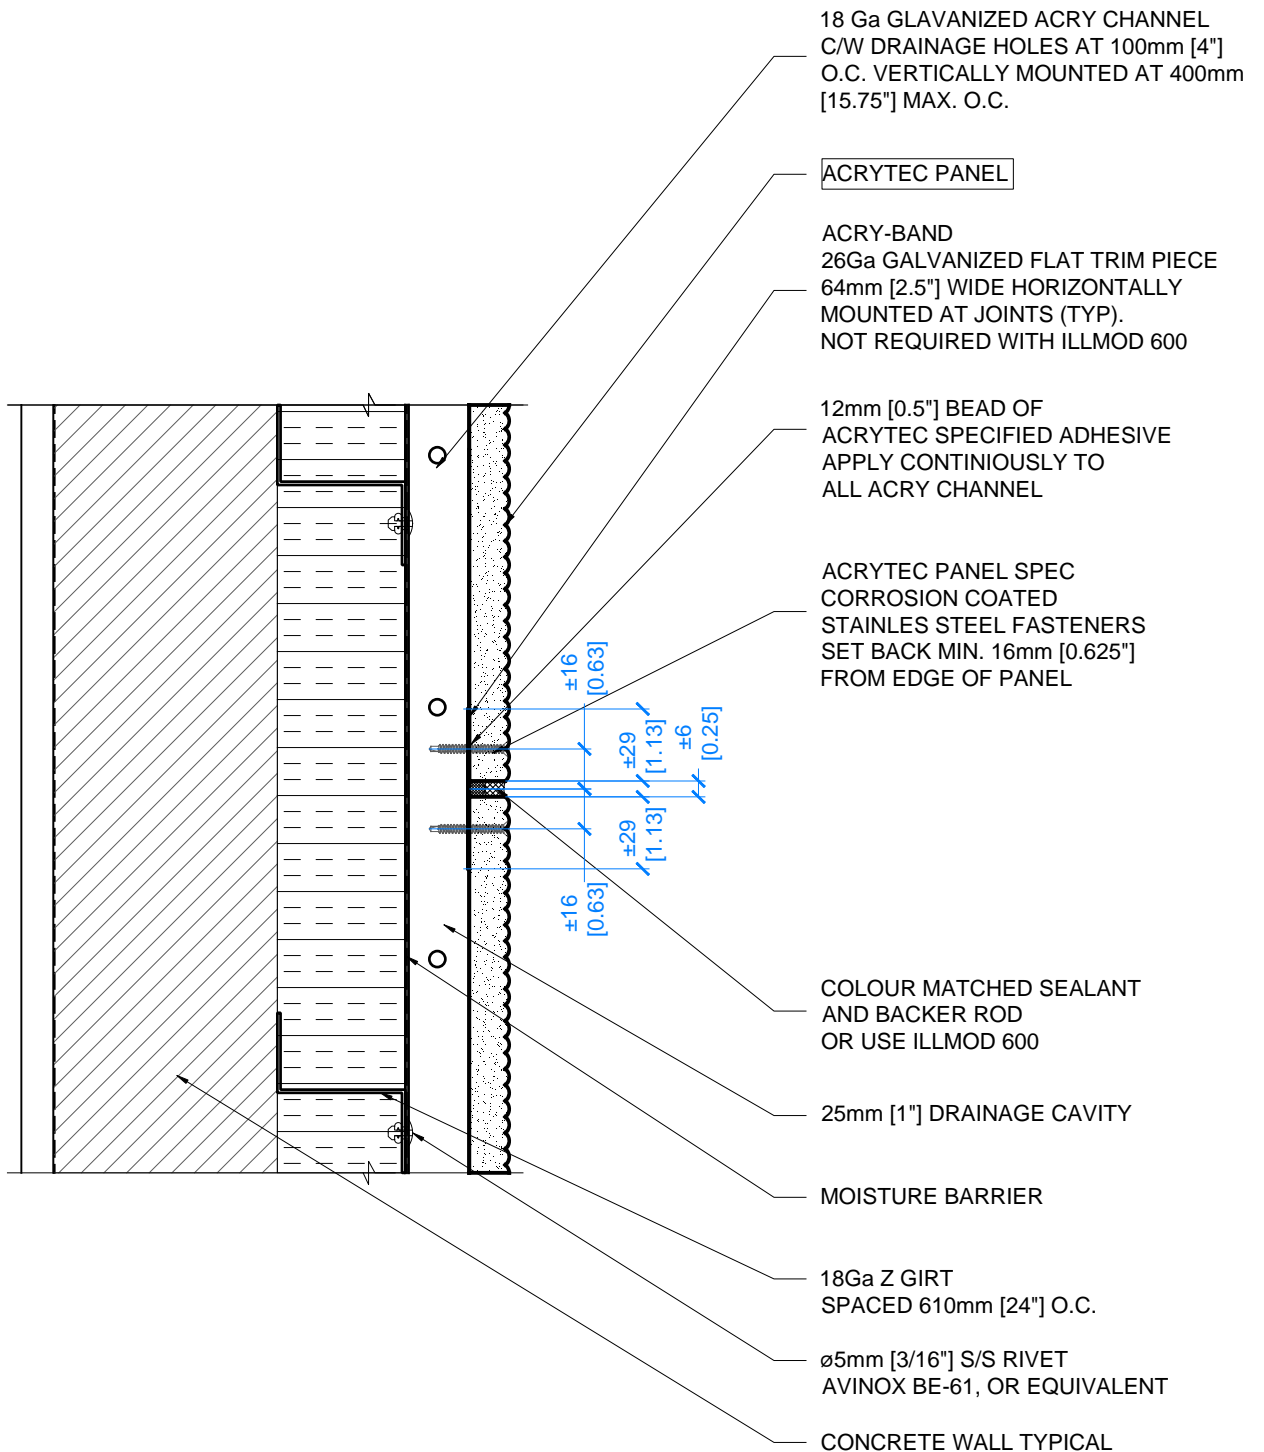 18 Ga GLAVANIZED ACRY CHANNEL
C/W DRAINAGE HOLES AT 100mm [4"]
O.C. VERTICALLY MOUNTED AT 400mm
[15.75"] MAX. O.C.
ACRYTEC PANEL
ACRY-BAND
26Ga GALVANIZED FLAT TRIM PIECE
64mm [2.5"] WIDE HORIZONTALLY
MOUNTED AT JOINTS (TYP).
NOT REQUIRED WITH ILLMOD 600
12mm [0.5"] BEAD OF
ACRYTEC SPECIFIED ADHESIVE
APPLY CONTINIOUSLY TO
ALL ACRY CHANNEL
ACRYTEC PANEL SPEC
CORROSION COATED
STAINLES STEEL FASTENERS
SET BACK MIN. 16mm [0.625"]
FROM EDGE OF PANEL
±16
[0.63]
±29
[1.13]
±6
[0.25]
±29
[1.13]
±16
[0.63]
COLOUR MATCHED SEALANT
AND BACKER ROD
OR USE ILLMOD 600
25mm [1"] DRAINAGE CAVITY
MOISTURE BARRIER
18Ga Z GIRT
SPACED 610mm [24"] O.C.
ø5mm [3/16"] S/S RIVET
AVINOX BE-61, OR EQUIVALENT
CONCRETE WALL TYPICAL